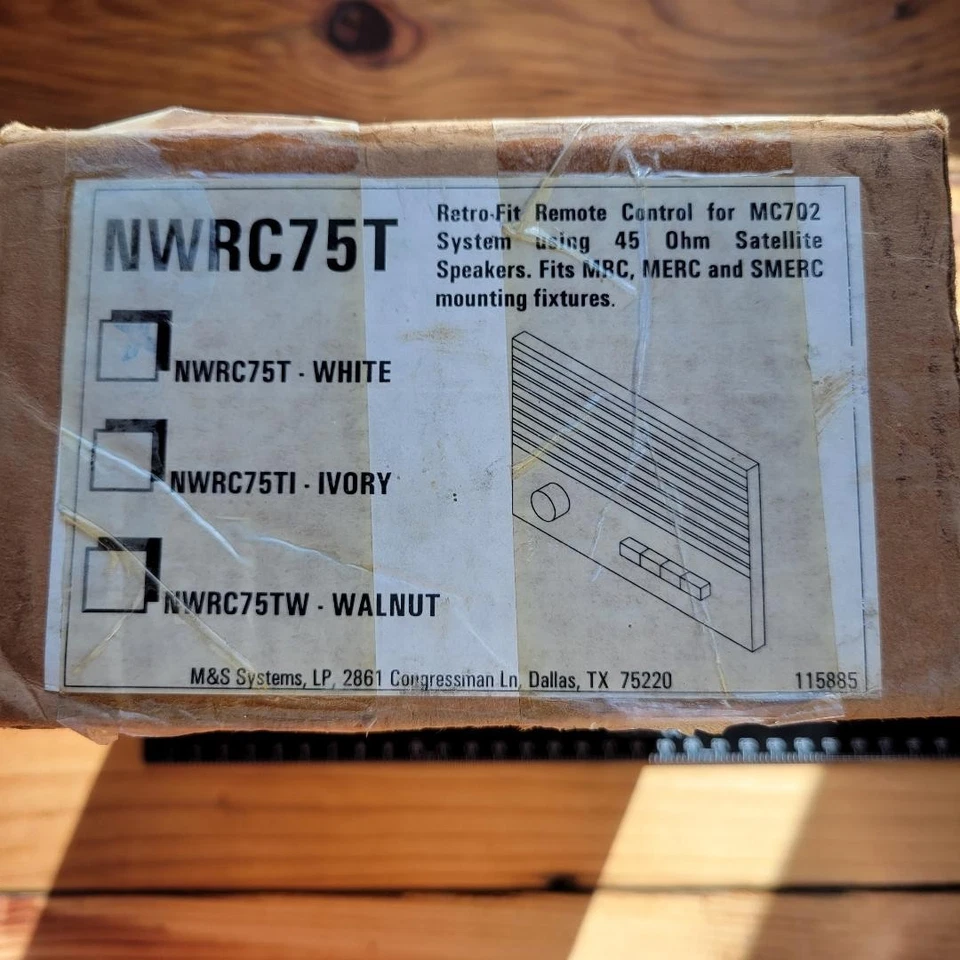 NWRC75T
Retro-Fit Remote Control for MC702
System using 45 Ohm Satellite
Speakers. Fits MRC, MERC and SMERC
mounting fixtures.
NWRC75T - WHITE
NWRC75TI - IVORY
NWRC75TW - WALNUT
M&S Systems, LP, 2861 Congressman Ln, Dallas, TX 75220
115885